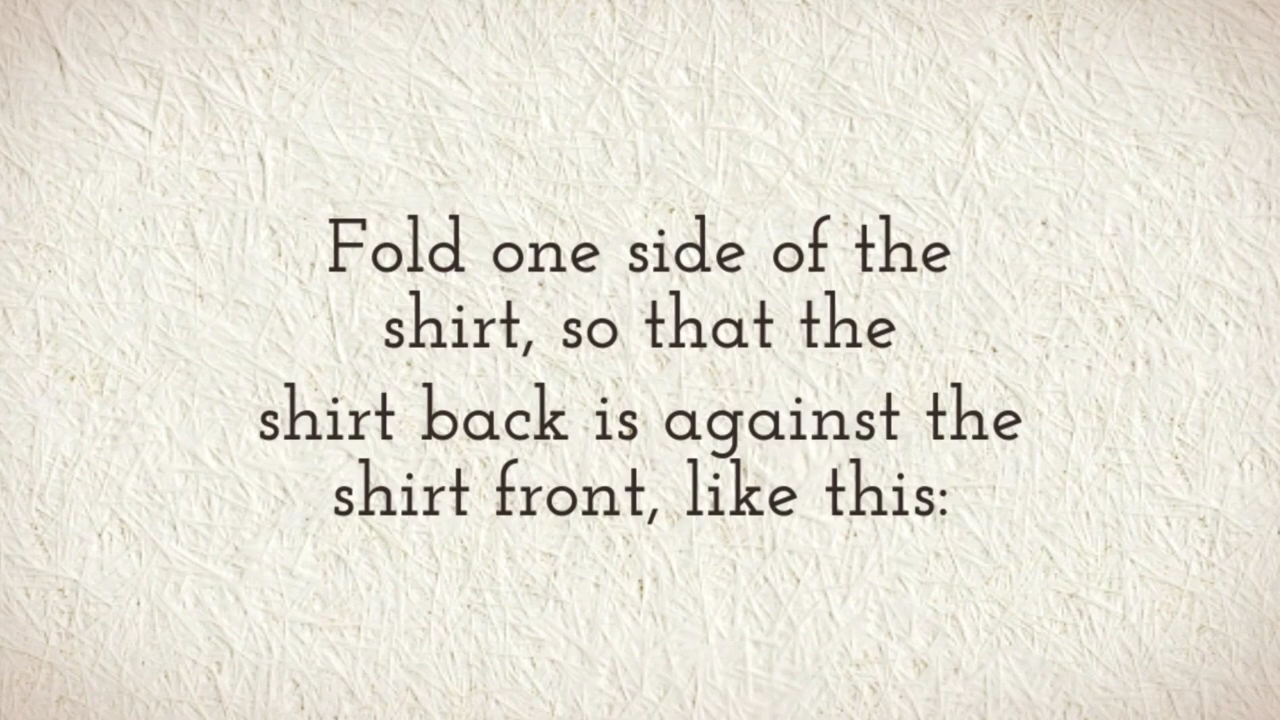 Fold one side of the
shirt, so that the
shirt back is against the
shirt front, like this: